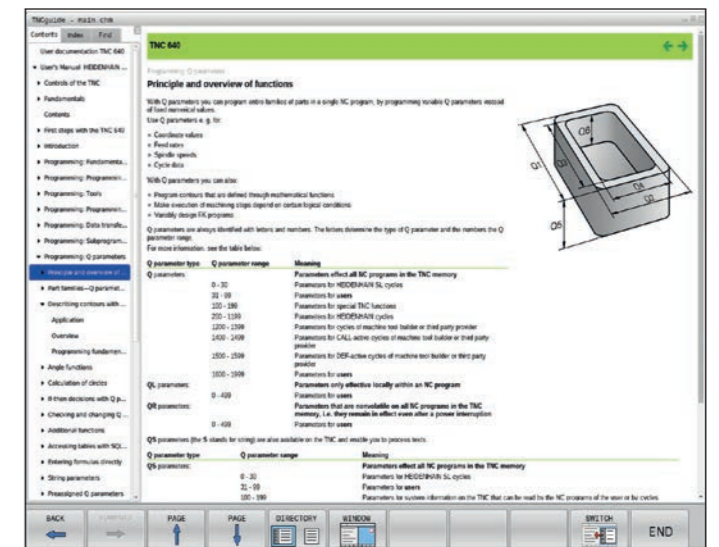 TNCguide - main.chm
Contents Index Find
User documentation TNC 640
User's Manual HEIDENHAIN ...
Controls of the TNC
Fundamentals
Contents
First steps with the TNC 640
Introduction
Programming: Fundamenta...
Programming: Programmin...
Programming: Tools
Programming: Programmin...
Programming: Data transfe...
Programming: Subprogram...
Programming: Q parameters
Principle and overview of ...
Part families—Q paramet...
Describing contours with ...
Application
Overview
Programming fundamen...
Angle functions
Calculation of circles
If-then decisions with Q p...
Checking and changing Q ...
Additional functions
Accessing tables with SQL...
Entering formulas directly
String parameters
Preassigned Q parameters
TNC 640
Programming: Q parameters
Principle and overview of functions
With Q parameters you can program entire families of parts in a single NC program, by programming variable Q parameters instead
of fixed numerical values.
Use Q parameters e. g. for:
Coordinate values
Feed rates
Spindle speeds
Cycle data
With Q parameters you can also:
Program contours that are defined through mathematical functions
Make execution of machining steps depend on certain logical conditions
Variably design FK programs
Q parameters are always identified with letters and numbers. The letters determine the type of Q parameter and the numbers the Q
parameter range.
For more information, see the table below:
Q parameter type Q parameter range Meaning
Q parameters: Parameters effect all NC programs in the TNC memory
0 - 30 Parameters for HEIDENHAIN SL cycles
31 - 99 Parameters for users
100 - 199 Parameters for special TNC functions
200 - 1199 Parameters for HEIDENHAIN cycles
1200 - 1399 Parameters for cycles of machine tool builder or third party provider
1400 - 1499 Parameters for CALL-active cycles of machine tool builder or third party
provider
1500 - 1599 Parameters for DEF-active cycles of machine tool builder or third party
provider
1600 - 1999 Parameters for users
QL parameters: Parameters only effective locally within an NC program
0 - 499 Parameters for users
QR parameters: Parameters that are nonvolatile on all NC programs in the TNC
memory, i.e. they remain in effect even after a power interruption
0 - 499 Parameters for users
QS parameters (the S stands for string) are also available on the TNC and enable you to process texts.
Q parameter type Q parameter range Meaning
QS parameters: Parameters effect all NC programs in the TNC memory
0 - 30 Parameters for HEIDENHAIN SL cycles
31 - 99 Parameters for users
100 - 199 Parameters for system information on the TNC that can be read by the NC programs of the user or by cycles
Q6
Q1
Q3
Q4
Q2
Q5
BACK
PAGE
PAGE
DIRECTORY
WINDOW
SWITCH
END